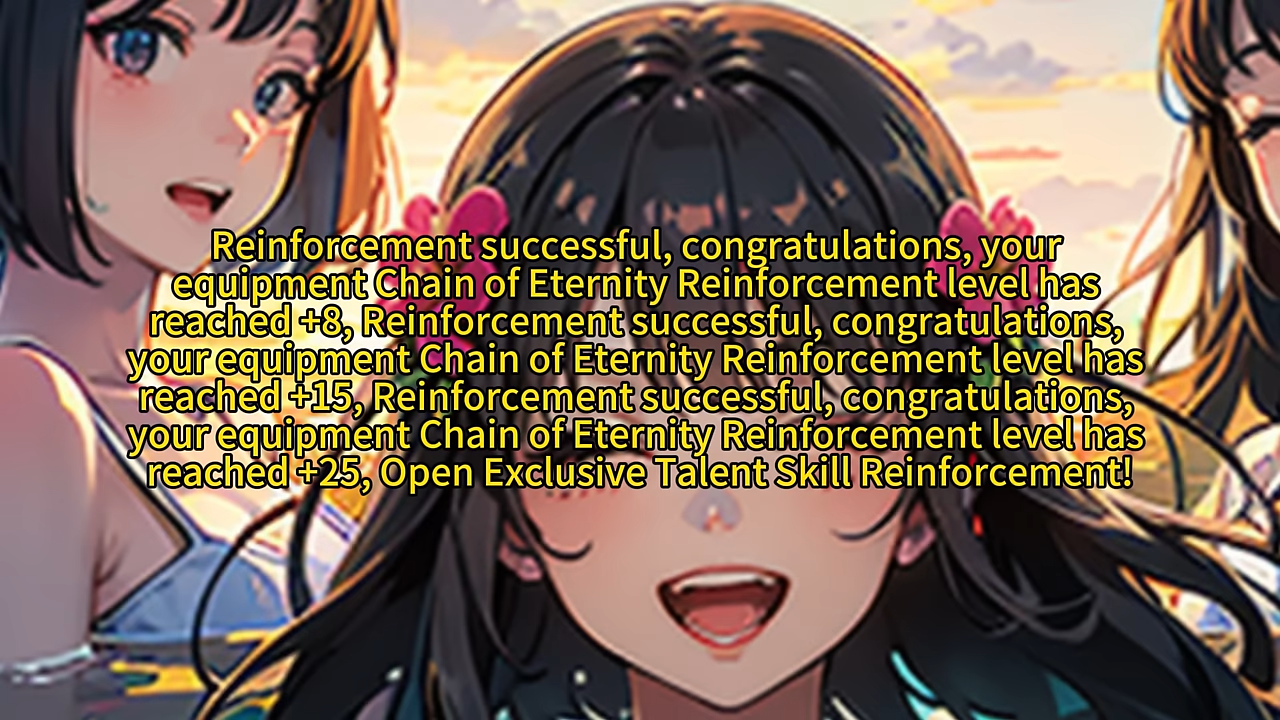 Reinforcement successful, congratulations, your
equipment Chain of Eternity Reinforcement level has
reached +8, Reinforcement successful, congratulations,
your equipment Chain of Eternity Reinforcement level has
reached +15, Reinforcement successful, congratulations,
your equipment Chain of Eternity Reinforcement level has
reached +25, Open Exclusive Talent Skill Reinforcement!